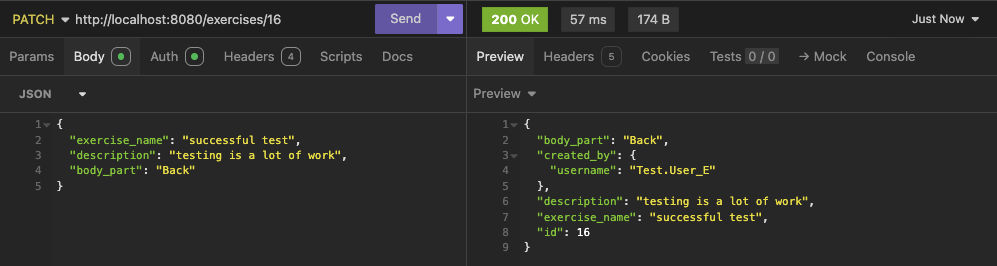 PATCH http://localhost:8080/exercises/16 Send
Params Body Auth Headers 4 Scripts Docs
JSON
1 {
2 "exercise_name": "successful test",
3 "description": "testing is a lot of work",
4 "body_part": "Back"
5 }
200 OK 57 ms 174 B Just Now
Preview Headers 5 Cookies Tests 0 / 0 → Mock Console
Preview
1 {
2 "body_part": "Back",
3 "created_by": {
4 "username": "Test.User_E"
5 },
6 "description": "testing is a lot of work",
7 "exercise_name": "successful test",
8 "id": 16
9 }